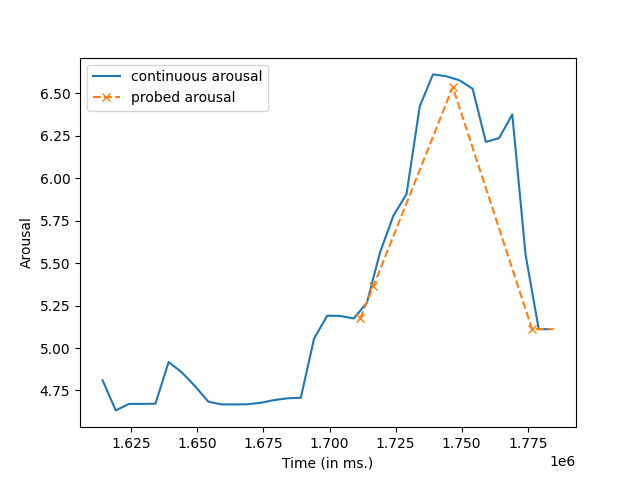 continuous arousal
probed arousal
Arousal
6.50
6.25
6.00
5.75
5.50
5.25
5.00
4.75
1.625 1.650 1.675 1.700 1.725 1.750 1.775
1e6
Time (in ms.)